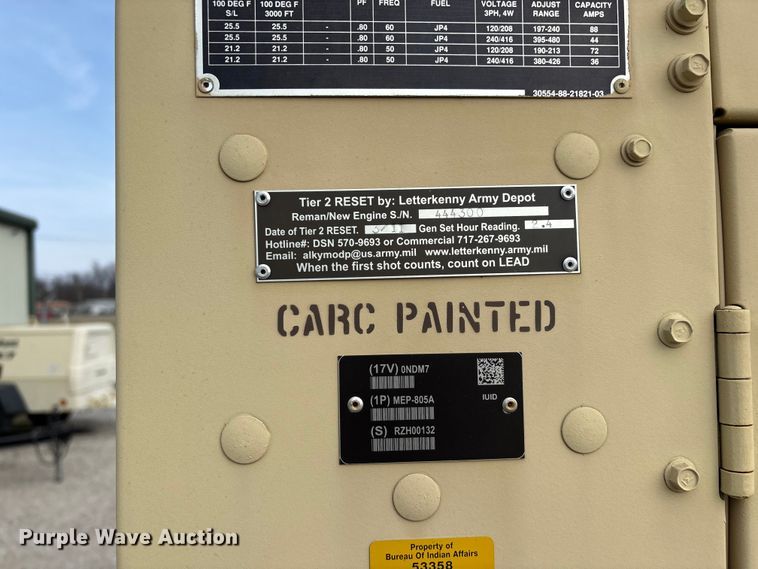 100 DEG F 100 DEG F PF FREQ FUEL VOLTAGE ADJUST CAPACITY
S/L 3000 FT 3PH, 4W RANGE AMPS
25.5 25.5 .80 60 JP4 120/208 197-240 88
25.5 25.5 .80 60 JP4 240/416 395-480 44
21.2 21.2 .80 50 JP4 120/208 190-213 72
21.2 21.2 .80 50 JP4 240/416 380-426 36
30554-88-21821-03
Tier 2 RESET by: Letterkenny Army Depot
Reman/New Engine S./N. 444300
Date of Tier 2 RESET. 3/11 Gen Set Hour Reading. 2.4
Hotline#: DSN 570-9693 or Commercial 717-267-9693
Email: alkymodp@us.army.mil www.letterkenny.army.mil
When the first shot counts, count on LEAD
CARC PAINTED
(17V) 0NDM7
(1P) MEP-805A
IUID
(S) RZH00132
Property of
Bureau Of Indian Affairs
53358
Purple Wave Auction